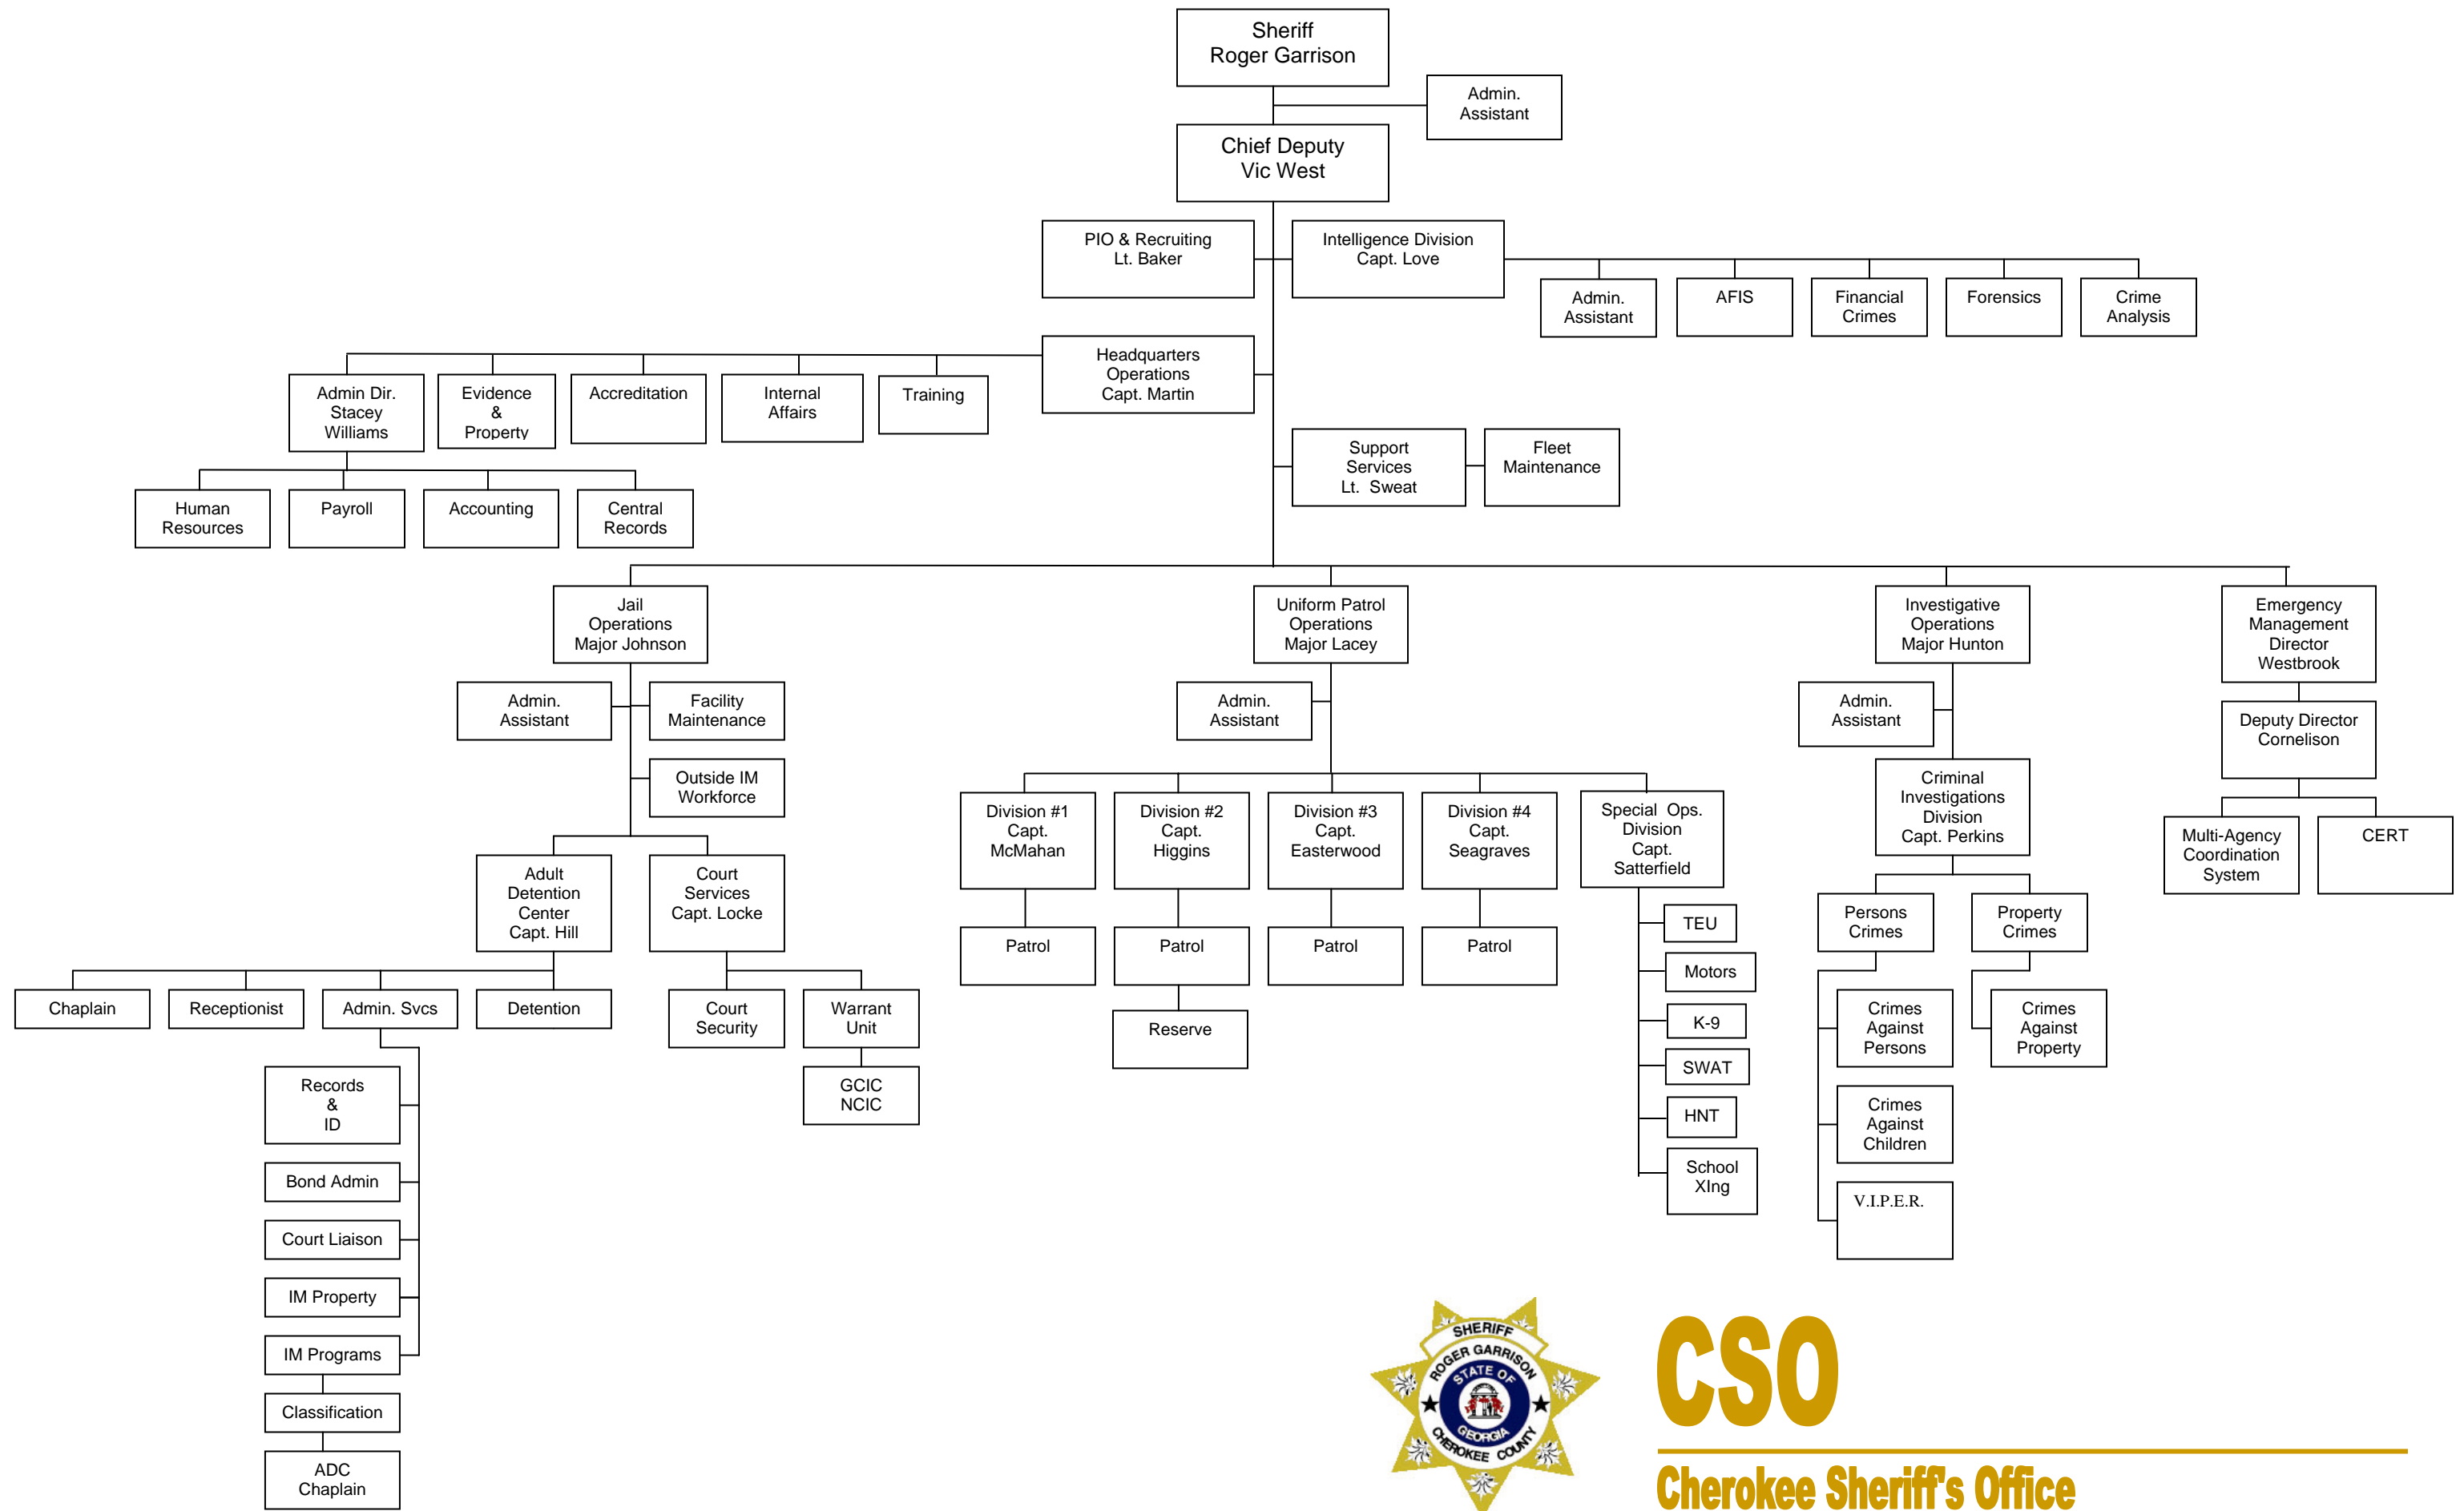 Sheriff
Roger Garrison
Admin.
Assistant
Chief Deputy
Vic West
PIO & Recruiting
Lt. Baker
Intelligence Division
Capt. Love
Admin.
Assistant
AFIS
Financial
Crimes
Forensics
Crime
Analysis
Headquarters
Operations
Capt. Martin
Admin Dir.
Stacey
Williams
Evidence
&
Property
Accreditation
Internal
Affairs
Training
Support
Services
Lt. Sweat
Fleet
Maintenance
Human
Resources
Payroll
Accounting
Central
Records
Jail
Operations
Major Johnson
Uniform Patrol
Operations
Major Lacey
Investigative
Operations
Major Hunton
Emergency
Management
Director
Westbrook
Admin.
Assistant
Facility
Maintenance
Outside IM
Workforce
Admin.
Assistant
Admin.
Assistant
Deputy Director
Cornelison
Division #1
Capt.
McMahan
Division #2
Capt.
Higgins
Division #3
Capt.
Easterwood
Division #4
Capt.
Seagraves
Special Ops.
Division
Capt.
Satterfield
Criminal
Investigations
Division
Capt. Perkins
Multi-Agency
Coordination
System
CERT
Adult
Detention
Center
Capt. Hill
Court
Services
Capt. Locke
Patrol
Patrol
Patrol
Patrol
Reserve
TEU
Motors
K-9
SWAT
HNT
School
XIng
Persons
Crimes
Property
Crimes
Crimes
Against
Persons
Crimes
Against
Property
Crimes
Against
Children
V.I.P.E.R.
Chaplain
Receptionist
Admin. Svcs
Detention
Court
Security
Warrant
Unit
GCIC
NCIC
Records
&
ID
Bond Admin
Court Liaison
IM Property
IM Programs
Classification
ADC
Chaplain
SHERIFF
ROGER GARRISON
STATE OF
GEORGIA
CHEROKEE COUNTY
CSO
Cherokee Sheriff's Office